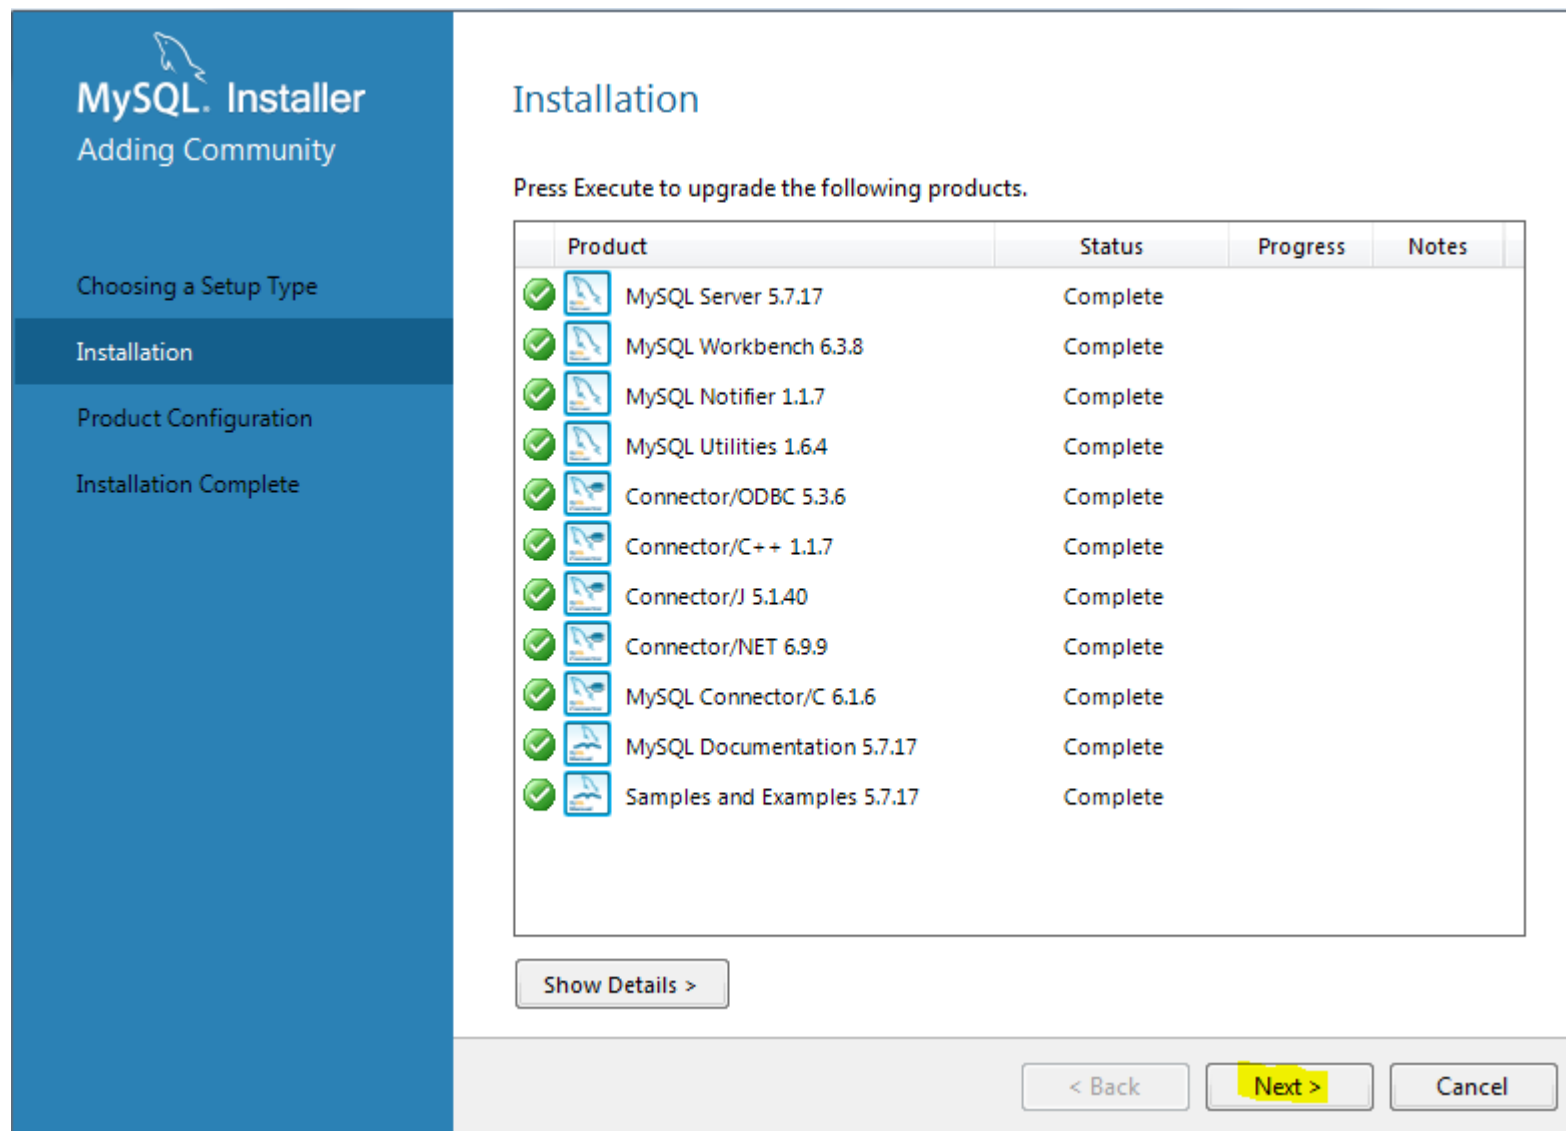 MySQL. Installer
Adding Community
Choosing a Setup Type
Installation
Product Configuration
Installation Complete
Installation
Press Execute to upgrade the following products.
Product Status Progress Notes
MySQL Server 5.7.17 Complete
MySQL Workbench 6.3.8 Complete
MySQL Notifier 1.1.7 Complete
MySQL Utilities 1.6.4 Complete
Connector/ODBC 5.3.6 Complete
Connector/C++ 1.1.7 Complete
Connector/J 5.1.40 Complete
Connector/NET 6.9.9 Complete
MySQL Connector/C 6.1.6 Complete
MySQL Documentation 5.7.17 Complete
Samples and Examples 5.7.17 Complete
Show Details >
< Back Next > Cancel